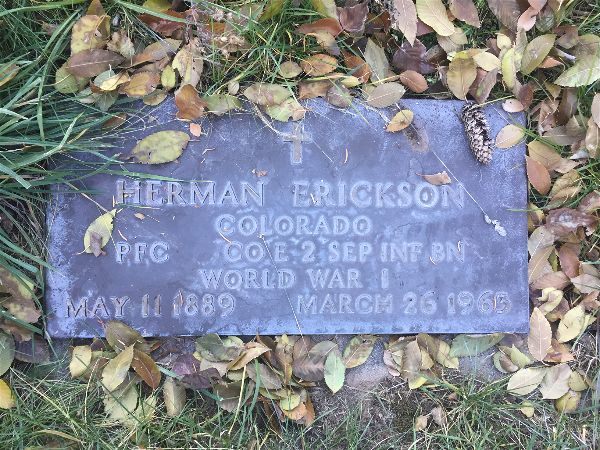 HERMAN ERICKSON
COLORADO
PFC CO E 2 SEP INF BN
WORLD WAR I
MAY 11 1889 MARCH 26 1965